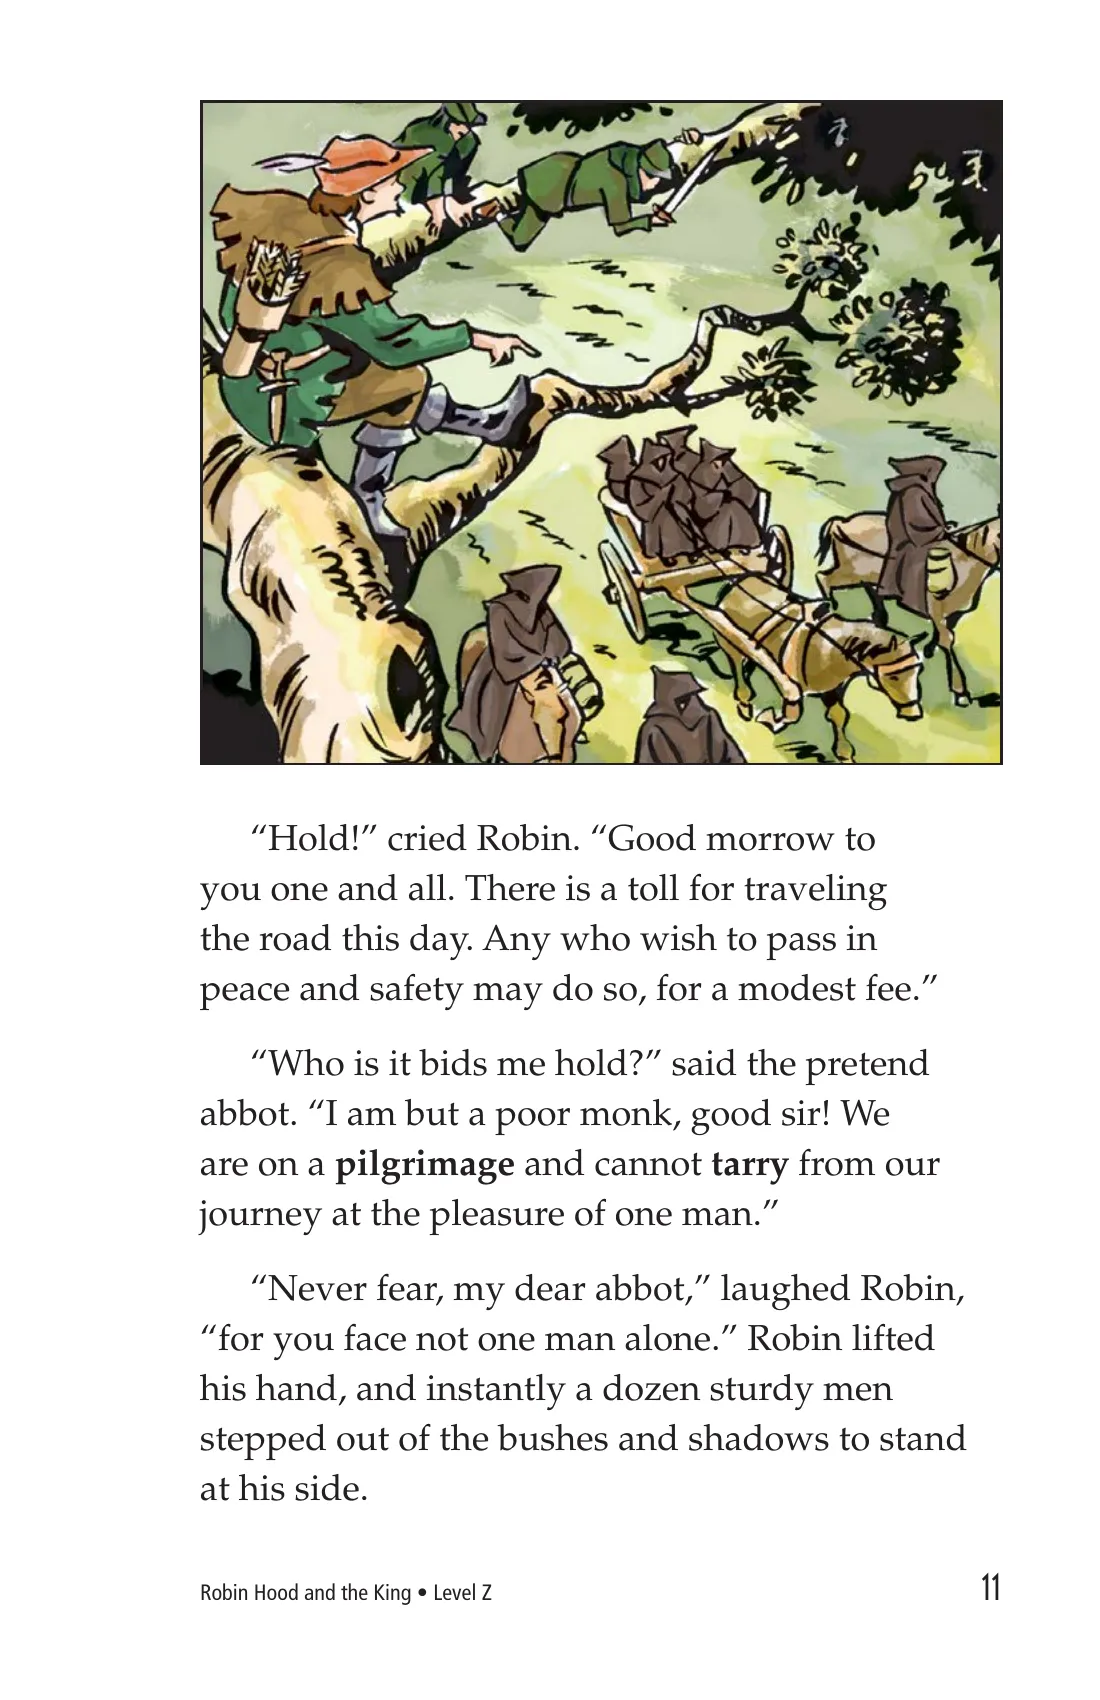 “Hold!” cried Robin. “Good morrow to
you one and all. There is a toll for traveling
the road this day. Any who wish to pass in
peace and safety may do so, for a modest fee.”
“Who is it bids me hold?” said the pretend
abbot. “I am but a poor monk, good sir! We
are on a pilgrimage and cannot tarry from our
journey at the pleasure of one man.”
“Never fear, my dear abbot,” laughed Robin,
“for you face not one man alone.” Robin lifted
his hand, and instantly a dozen sturdy men
stepped out of the bushes and shadows to stand
at his side.
Robin Hood and the King • Level Z
11